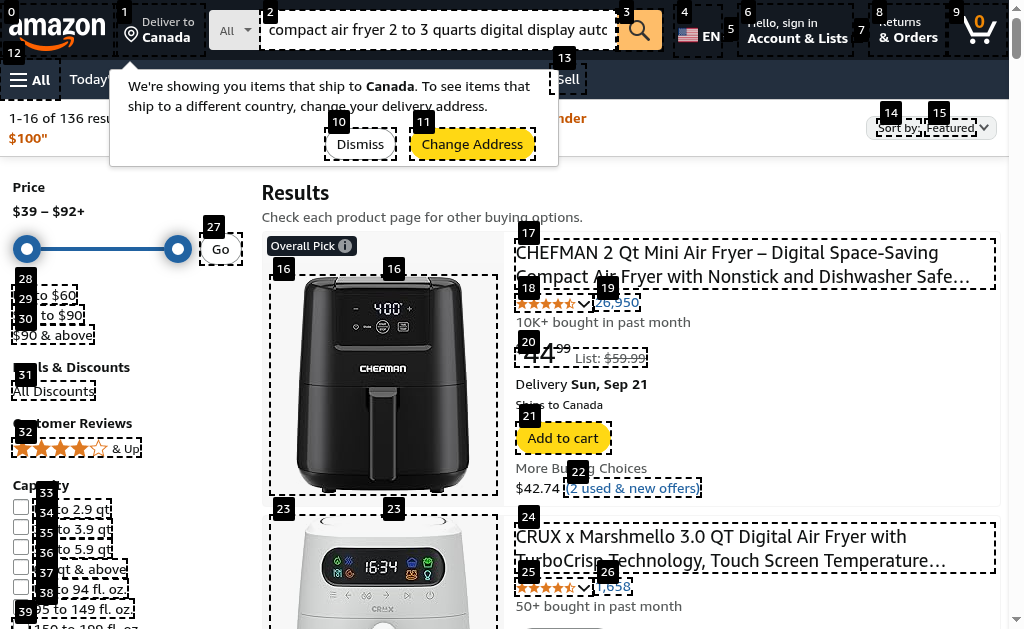 0
1
2
3
4
5
6
7
8
9
amazon
Deliver to
Canada
All
compact air fryer 2 to 3 quarts digital display auto
EN
Hello, sign in
Account & Lists
Returns
& Orders
0
12
13
All
Today'
Sell
We're showing you items that ship to Canada. To see items that
ship to a different country, change your delivery address.
10
11
Dismiss
Change Address
1-16 of 136
under
$100"
14
15
Sort by: Featured
Price
$39 – $92+
27
Go
28
to $60
29
to $90
30
$90 & above
31
& Discounts
All Discounts
Customer Reviews
32
& Up
Capacity
33
to 2.9 qt
34
to 3.9 qt
35
to 5.9 qt
36
qt & above
37
to 94 fl. oz.
38
95 to 149 fl. oz.
39
150 to 199 fl. oz.
Results
Check each product page for other buying options.
Overall Pick
16
16
400°
CHEFMAN
17
CHEFMAN 2 Qt Mini Air Fryer – Digital Space-Saving
Compact Air Fryer with Nonstick and Dishwasher Safe…
18
19
26,950
10K+ bought in past month
20
44 99
List: $59.99
Delivery Sun, Sep 21
Ships to Canada
21
Add to cart
More Buying Choices
22
$42.74 (2 used & new offers)
23
23
16:34
CRUX
24
CRUX x Marshmello 3.0 QT Digital Air Fryer with
TurboCrisp Technology, Touch Screen Temperature…
25
26
1,658
50+ bought in past month